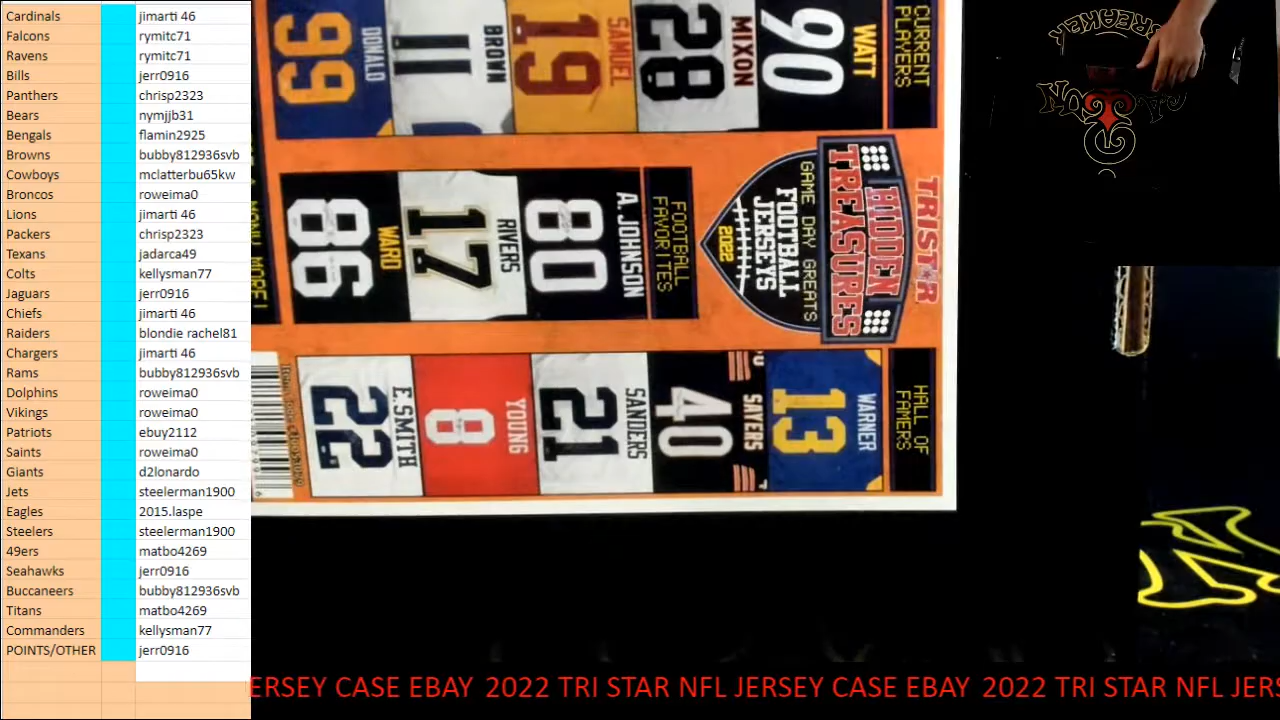 Cardinals jimarti 46
Falcons rymitc71
Ravens rymitc71
Bills jerr0916
Panthers chrisp2323
Bears nymjjb31
Bengals flamin2925
Browns bubby812936svb
Cowboys mclatterbu65kw
Broncos roweima0
Lions jimarti 46
Packers chrisp2323
Texans jadarca49
Colts kellysman77
Jaguars jerr0916
Chiefs jimarti 46
Raiders blondie rachel81
Chargers jimarti 46
Rams bubby812936svb
Dolphins roweima0
Vikings roweima0
Patriots ebuy2112
Saints roweima0
Giants d2lonardo
Jets steelerman1900
Eagles 2015.laspe
Steelers steelerman1900
49ers matbo4269
Seahawks jerr0916
Buccaneers bubby812936svb
Titans matbo4269
Commanders kellysman77
POINTS/OTHER jerr0916
TRISTAR
HIDDEN
TREASURES
GAME DAY GREATS
FOOTBALL
JERSEYS
2022
CURRENT
PLAYERS
WATT
90
MIXON
28
SAMUEL
19
BROWN
11
DONALD
99
FOOTBALL
FAVORITES
A. JOHNSON
80
RIVERS
17
WARD
86
MANY MORE!
HALL OF
FAMERS
WARNER
13
SAYERS
40
SANDERS
21
YOUNG
8
E. SMITH
22
BREAKER
ERSEY CASE EBAY 2022 TRI STAR NFL JERSEY CASE EBAY 2022 TRI STAR NFL JERS